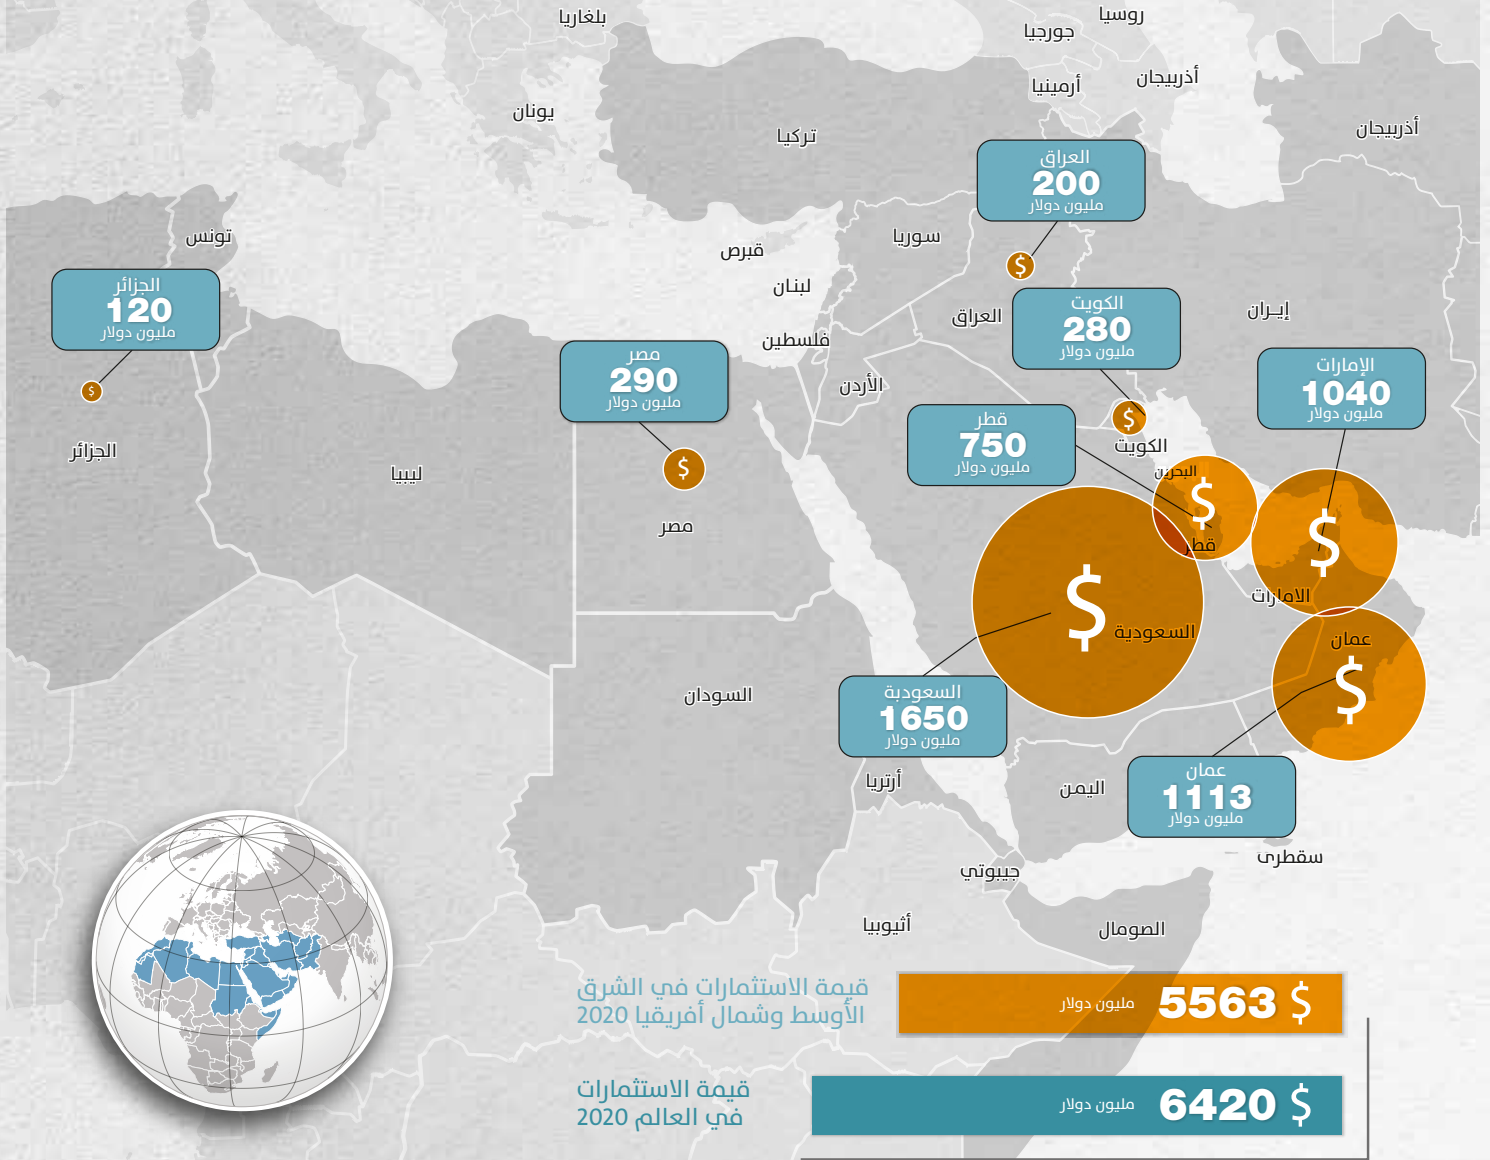 بلغاريا
روسيا
جورجيا
أذربيجان
أرمينيا
يونان
تركيا
أذربيجان
العراق
200
مليون دولار
تونس
قبرص
سوريا
لبنان
الجزائر
120
مليون دولار
العراق
الكويت
280
مليون دولار
إيران
فلسطين
مصر
290
مليون دولار
الإمارات
1040
مليون دولار
الأردن
قطر
750
مليون دولار
الكويت
الجزائر
ليبيا
البحرين
$
$
$
$
$
$
$
$
مصر
قطر
الامارات
السعودية
عمان
السودان
السعودية
1650
مليون دولار
أرتريا
اليمن
عمان
1113
مليون دولار
سقطرى
جيبوتي
أثيوبيا
الصومال
قيمة الاستثمارات في الشرق
الأوسط وشمال أفريقيا 2020
$ 5563 مليون دولار
قيمة الاستثمارات
في العالم 2020
$ 6420 مليون دولار